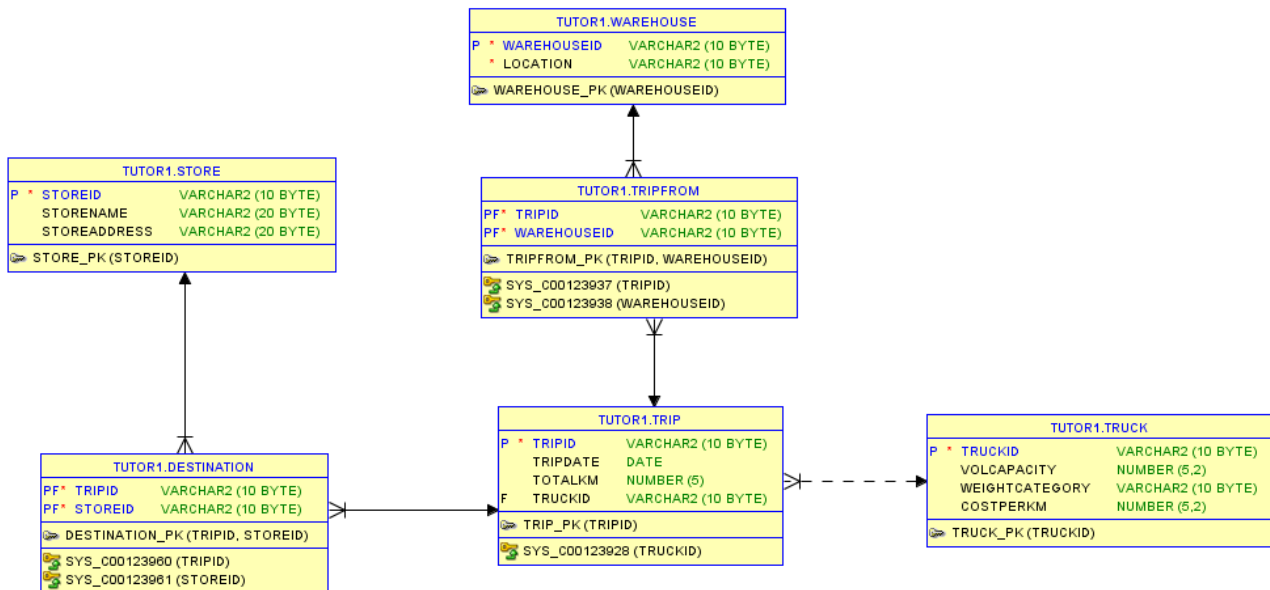 TUTOR1.WAREHOUSE
P * WAREHOUSEID VARCHAR2 (10 BYTE)
* LOCATION VARCHAR2 (10 BYTE)
WAREHOUSE_PK (WAREHOUSEID)
TUTOR1.STORE
P * STOREID VARCHAR2 (10 BYTE)
STORENAME VARCHAR2 (20 BYTE)
STOREADDRESS VARCHAR2 (20 BYTE)
STORE_PK (STOREID)
TUTOR1.TRIPFROM
PF* TRIPID VARCHAR2 (10 BYTE)
PF* WAREHOUSEID VARCHAR2 (10 BYTE)
TRIPFROM_PK (TRIPID, WAREHOUSEID)
SYS_C00123937 (TRIPID)
SYS_C00123938 (WAREHOUSEID)
TUTOR1.DESTINATION
PF* TRIPID VARCHAR2 (10 BYTE)
PF* STOREID VARCHAR2 (10 BYTE)
DESTINATION_PK (TRIPID, STOREID)
SYS_C00123960 (TRIPID)
SYS_C00123961 (STOREID)
TUTOR1.TRIP
P * TRIPID VARCHAR2 (10 BYTE)
TRIPDATE DATE
TOTALKM NUMBER (5)
F TRUCKID VARCHAR2 (10 BYTE)
TRIP_PK (TRIPID)
SYS_C00123928 (TRUCKID)
TUTOR1.TRUCK
P * TRUCKID VARCHAR2 (10 BYTE)
VOLCAPACITY NUMBER (5,2)
WEIGHTCATEGORY VARCHAR2 (10 BYTE)
COSTPERKM NUMBER (5,2)
TRUCK_PK (TRUCKID)